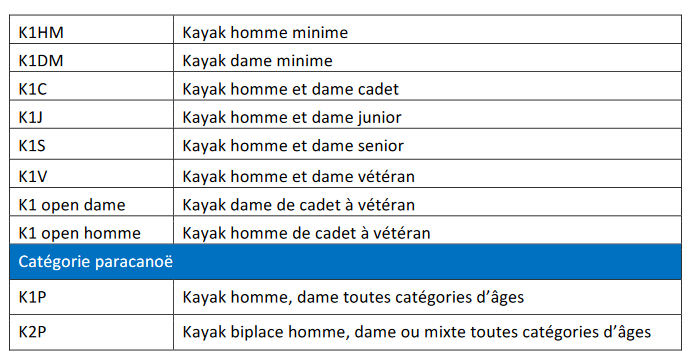 K1HM Kayak homme minime
K1DM Kayak dame minime
K1C Kayak homme et dame cadet
K1J Kayak homme et dame junior
K1S Kayak homme et dame senior
K1V Kayak homme et dame vétéran
K1 open dame Kayak dame de cadet à vétéran
K1 open homme Kayak homme de cadet à vétéran
Catégorie paracanoë
K1P Kayak homme, dame toutes catégories d’âges
K2P Kayak biplace homme, dame ou mixte toutes catégories d’âges